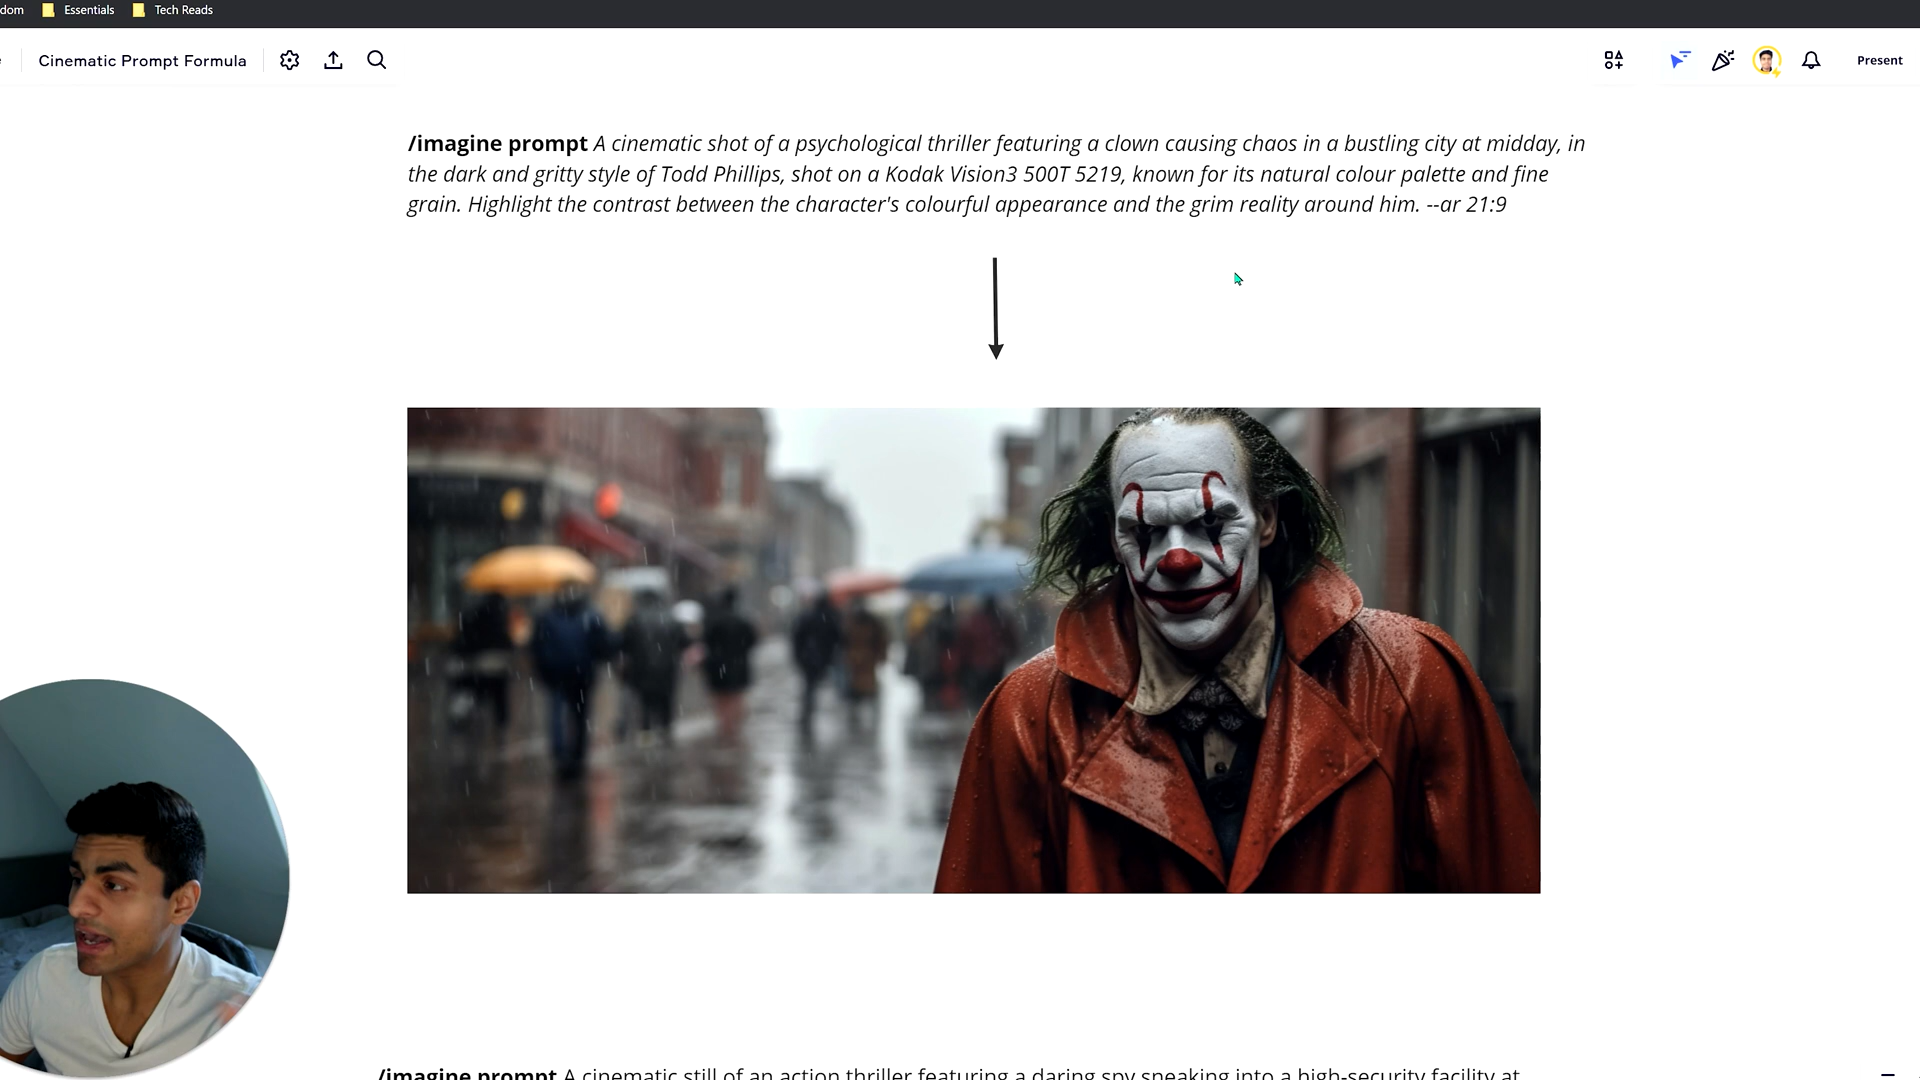 dom Essentials Tech Reads
Cinematic Prompt Formula Present
/imagine prompt A cinematic shot of a psychological thriller featuring a clown causing chaos in a bustling city at midday, in
the dark and gritty style of Todd Phillips, shot on a Kodak Vision3 500T 5219, known for its natural colour palette and fine
grain. Highlight the contrast between the character's colourful appearance and the grim reality around him. --ar 21:9
/imagine prompt A cinematic still of an action thriller featuring a daring spy sneaking into a high-security facility at